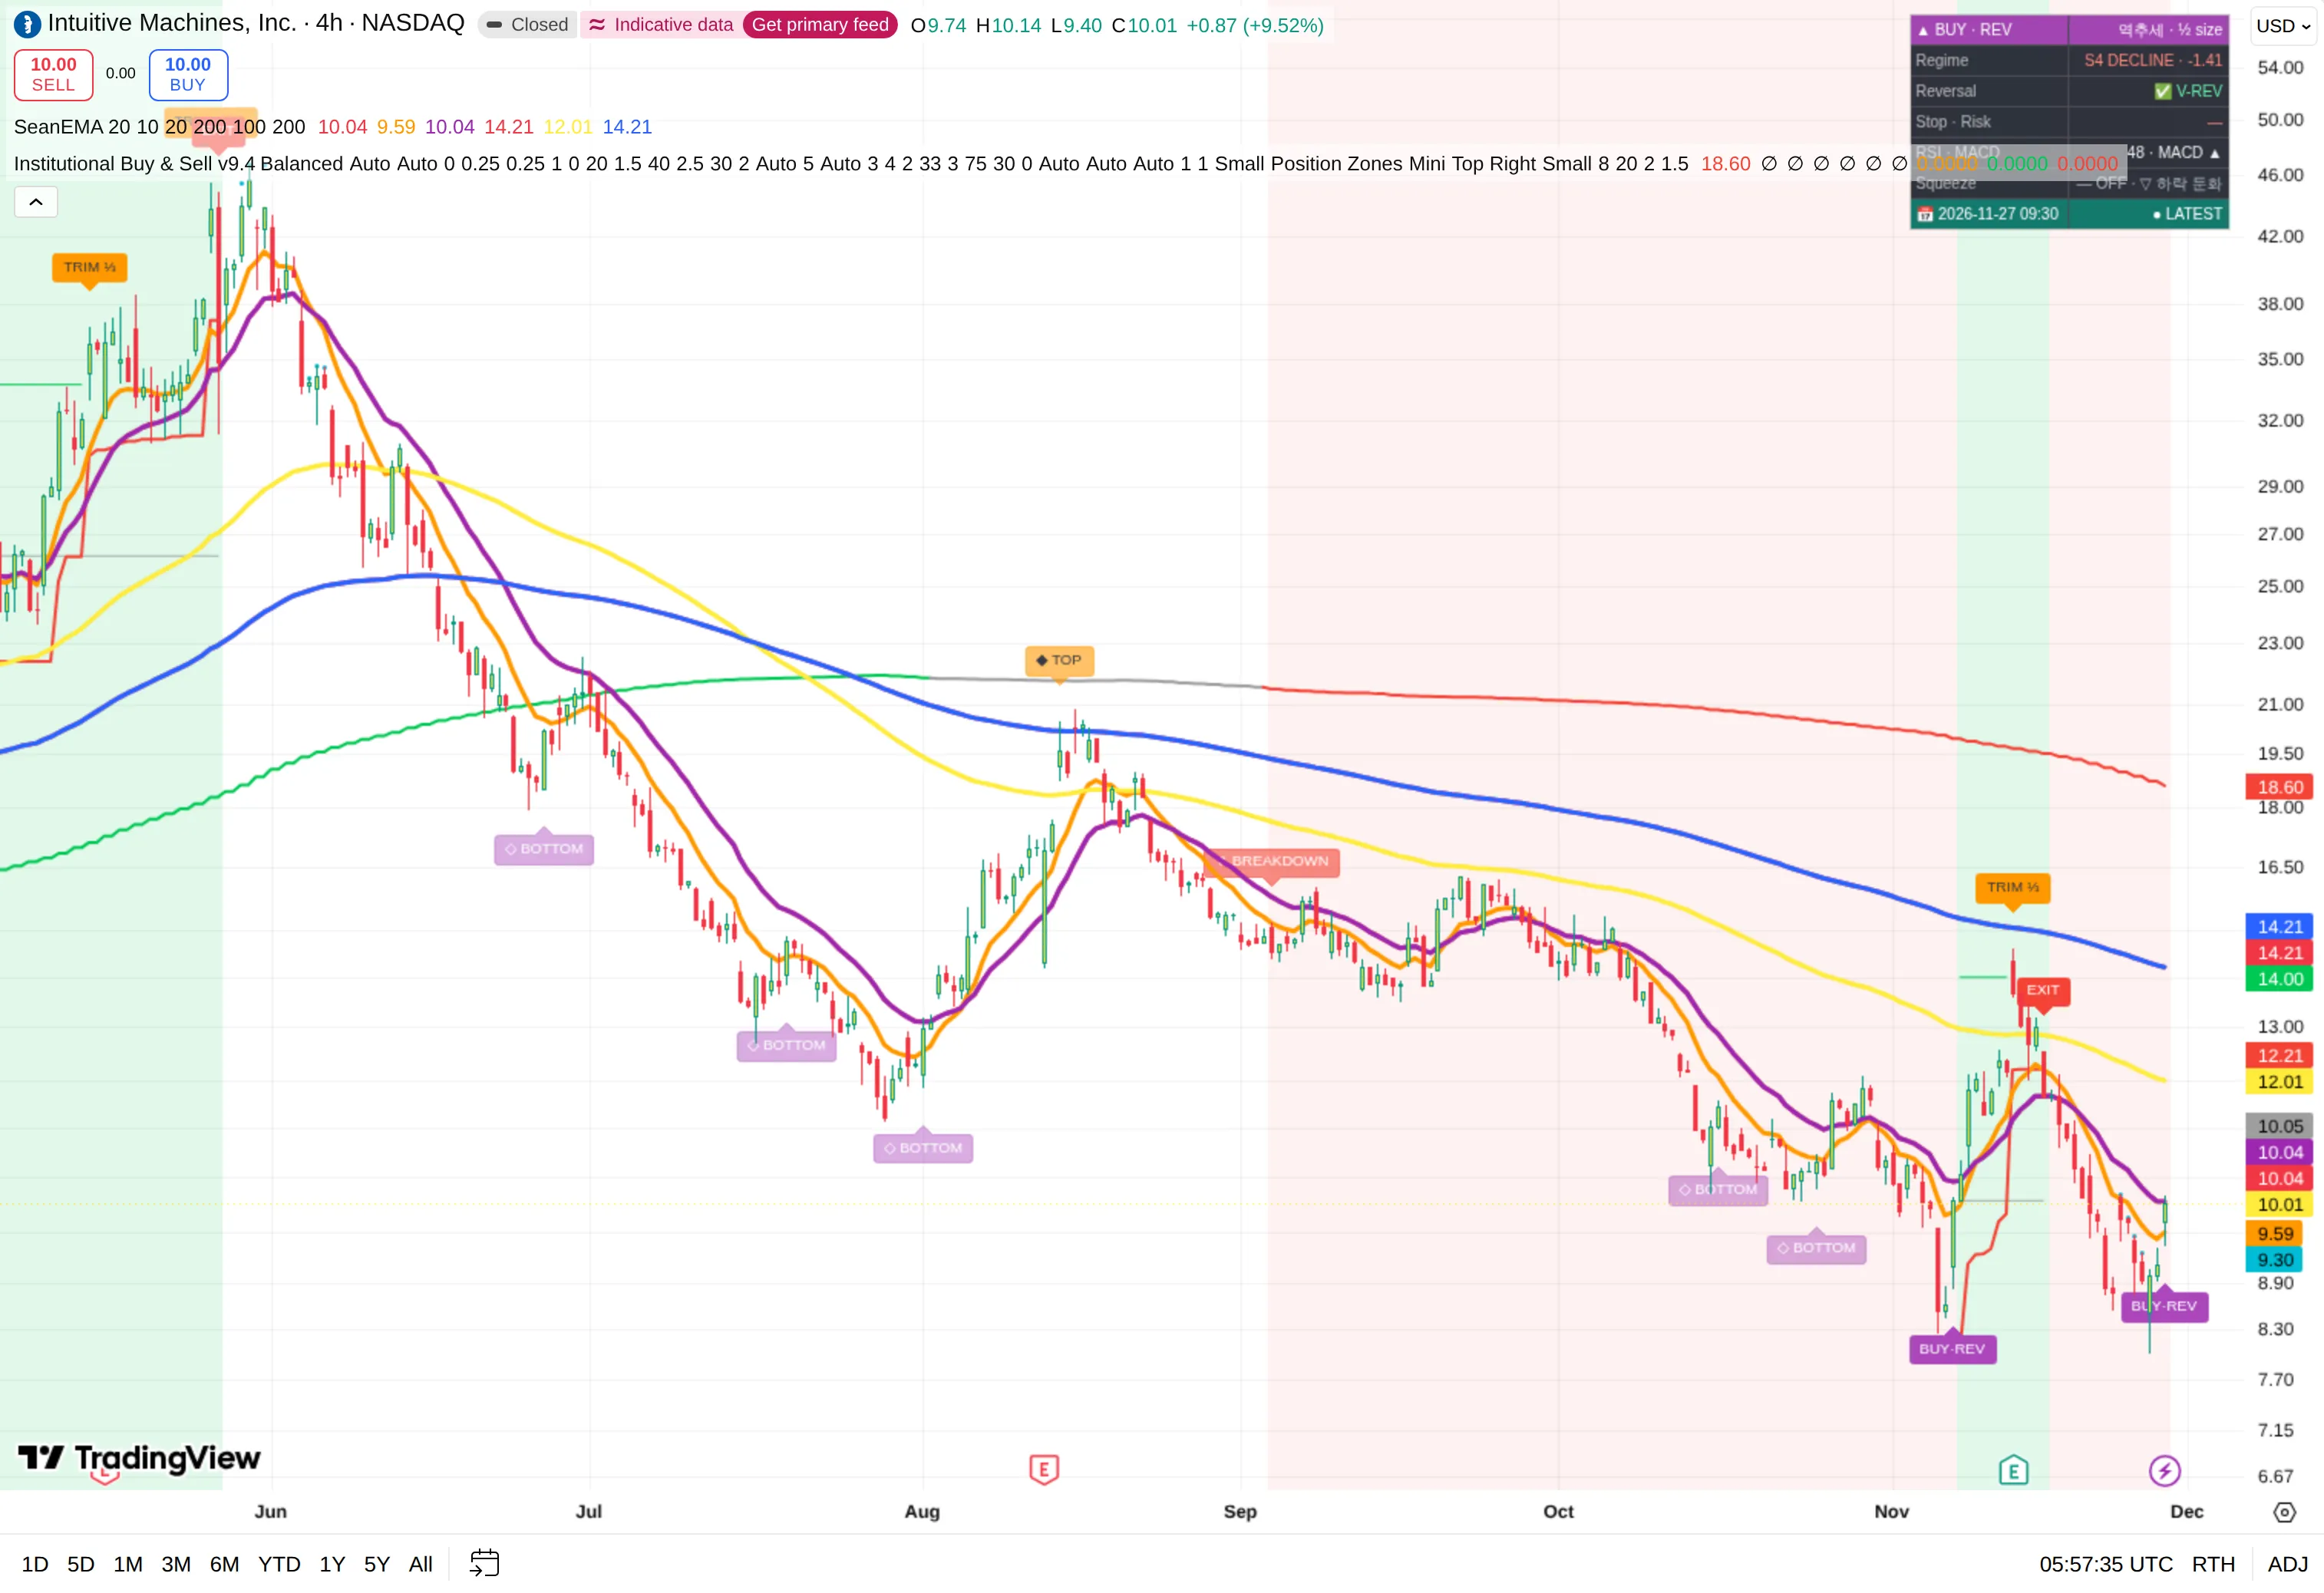 Intuitive Machines, Inc. · 4h · NASDAQ Closed Indicative data Get primary feed O9.74 H10.14 L9.40 C10.01 +0.87 (+9.52%)
10.00 SELL
0.00
10.00 BUY
SeanEMA 20 10 20 200 100 200 10.04 9.59 10.04 14.21 12.01 14.21
Institutional Buy & Sell v9.4 Balanced Auto Auto 0 0.25 0.25 1 0 20 1.5 40 2.5 30 2 Auto 5 Auto 3 4 2 33 3 75 30 0 Auto Auto Auto 1 1 Small Position Zones Mini Top Right Small 8 20 2 1.5 18.60 ∅ ∅ ∅ ∅ ∅ ∅ 0.0000 0.0000 0.0000
▲ BUY · REV 역추세 · ½ size
Regime S4 DECLINE · -1.41
Reversal ✅ V-REV
Stop · Risk —
RSI · MACD 48 · MACD ▲
Squeeze — OFF · ▽ 하락 둔화
📅 2026-11-27 09:30 ● LATEST
USD
54.00
50.00
46.00
42.00
38.00
35.00
32.00
29.00
27.00
25.00
23.00
21.00
19.50
18.60
18.00
16.50
14.21
14.21
14.00
13.00
12.21
12.01
10.05
10.04
10.04
10.01
9.59
9.30
8.90
8.30
7.70
7.15
6.67
TRIM ⅓
◇ BOTTOM
◇ BOTTOM
◇ BOTTOM
◆ TOP
BREAKDOWN
◇ BOTTOM
◇ BOTTOM
BUY·REV
TRIM ⅓
EXIT
BUY·REV
TradingView
E
E
Jun Jul Aug Sep Oct Nov Dec
1D 5D 1M 3M 6M YTD 1Y 5Y All
05:57:35 UTC RTH ADJ